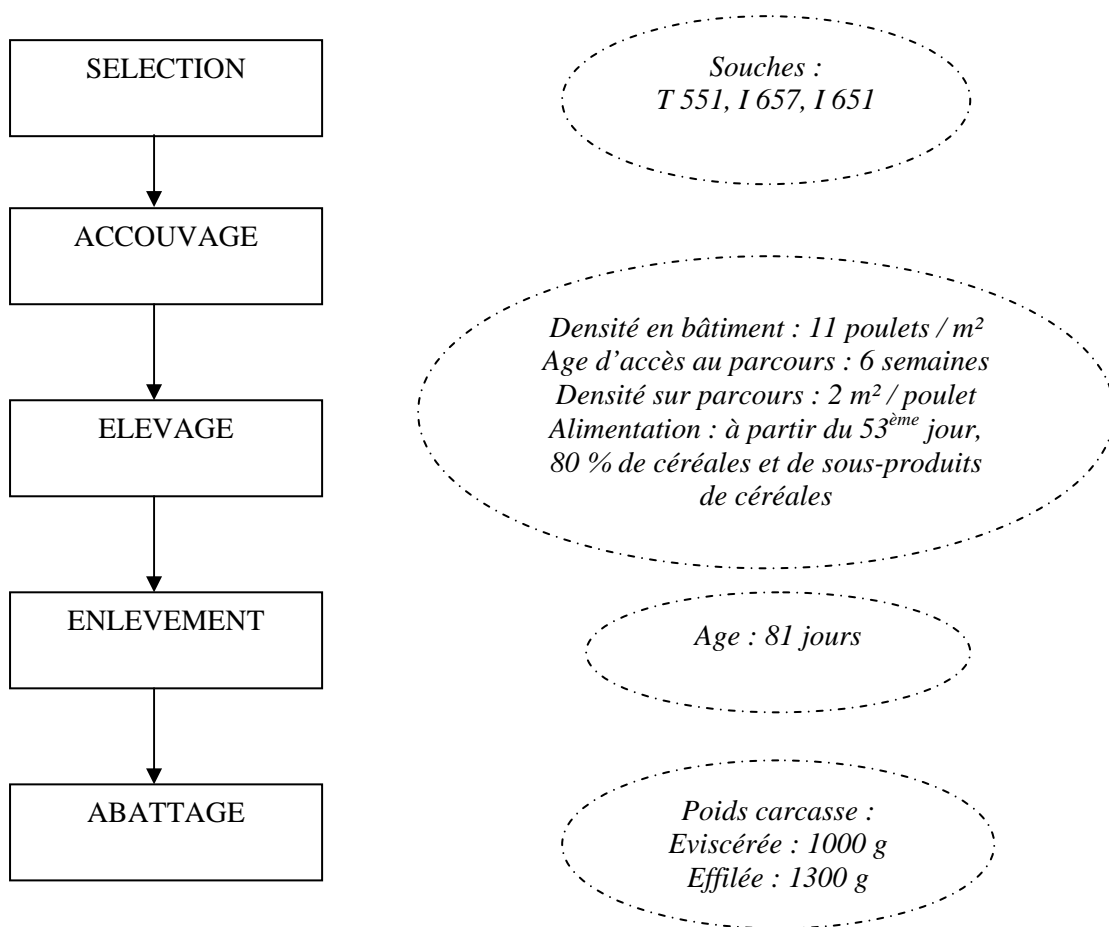 SELECTION
Souches :
T 551, I 657, I 651
ACCOUVAGE
Densité en bâtiment : 11 poulets / m²
Age d’accès au parcours : 6 semaines
Densité sur parcours : 2 m² / poulet
Alimentation : à partir du 53ème jour,
80 % de céréales et de sous-produits
de céréales
ELEVAGE
ENLEVEMENT
Age : 81 jours
ABATTAGE
Poids carcasse :
Eviscérée : 1000 g
Effilée : 1300 g